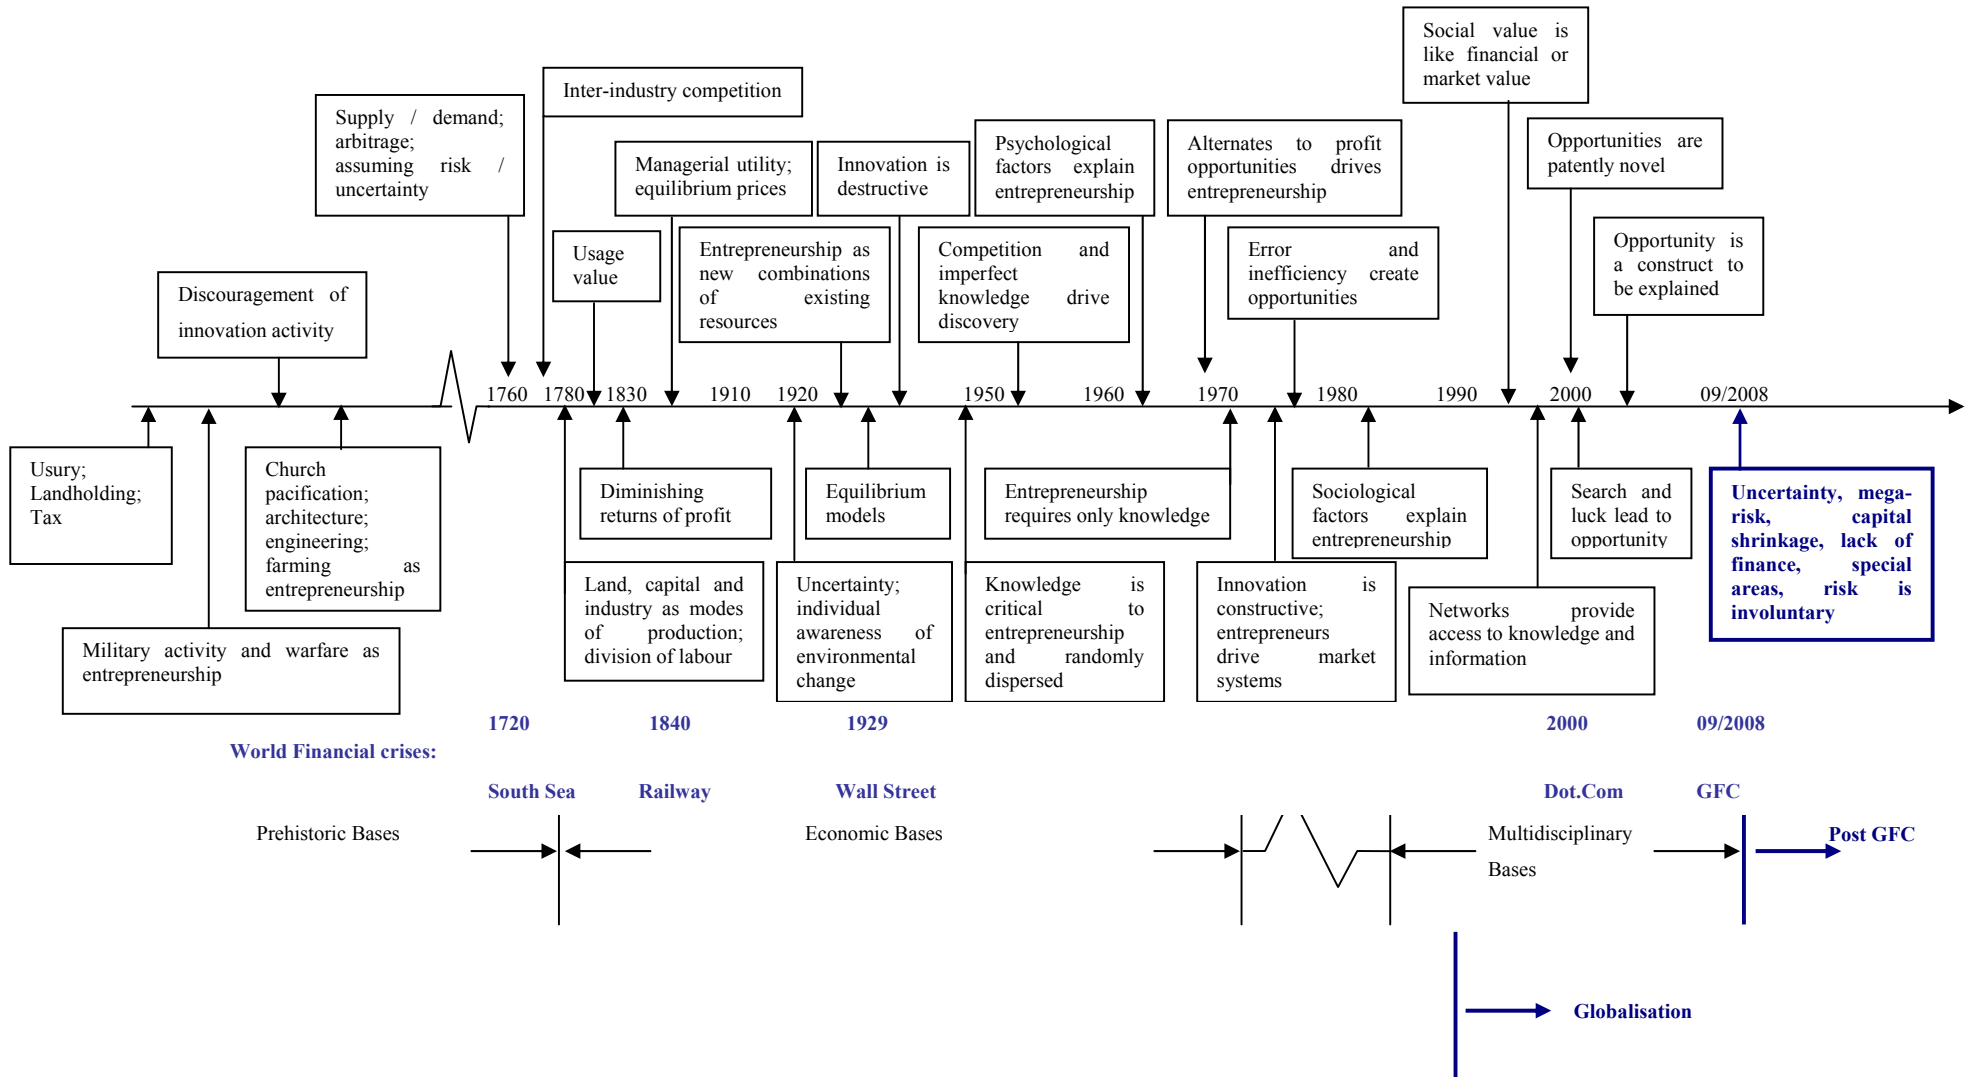 Social value is
like financial or
market value
Inter-industry competition
Supply / demand;
arbitrage;
assuming risk /
uncertainty
Managerial utility;
equilibrium prices
Innovation is
destructive
Psychological
factors explain
entrepreneurship
Alternates to profit
opportunities drives
entrepreneurship
Opportunities are
patently novel
Discouragement of
innovation activity
Usage
value
Entrepreneurship as
new combinations
of existing
resources
Competition and
imperfect
knowledge drive
discovery
Error and
inefficiency create
opportunities
Opportunity is
a construct to
be explained
1760 1780 1830 1910 1920 1950 1960 1970 1980 1990 2000 09/2008
Usury;
Landholding;
Tax
Church
pacification;
architecture;
engineering;
farming as
entrepreneurship
Military activity and warfare as
entrepreneurship
Diminishing
returns of profit
Land, capital and
industry as modes
of production;
division of labour
Equilibrium
models
Uncertainty;
individual
awareness of
environmental
change
Entrepreneurship
requires only knowledge
Knowledge is
critical to
entrepreneurship
and randomly
dispersed
Sociological
factors explain
entrepreneurship
Innovation is
constructive;
entrepreneurs
drive market
systems
Search and
luck lead to
opportunity
Networks provide
access to knowledge and
information
Uncertainty, mega-
risk, capital
shrinkage, lack of
finance, special
areas, risk is
involuntary
1720 1840 1929 2000 09/2008
World Financial crises:
South Sea Railway Wall Street Dot.Com GFC
Prehistoric Bases
Economic Bases
Multidisciplinary
Bases
Post GFC
Globalisation